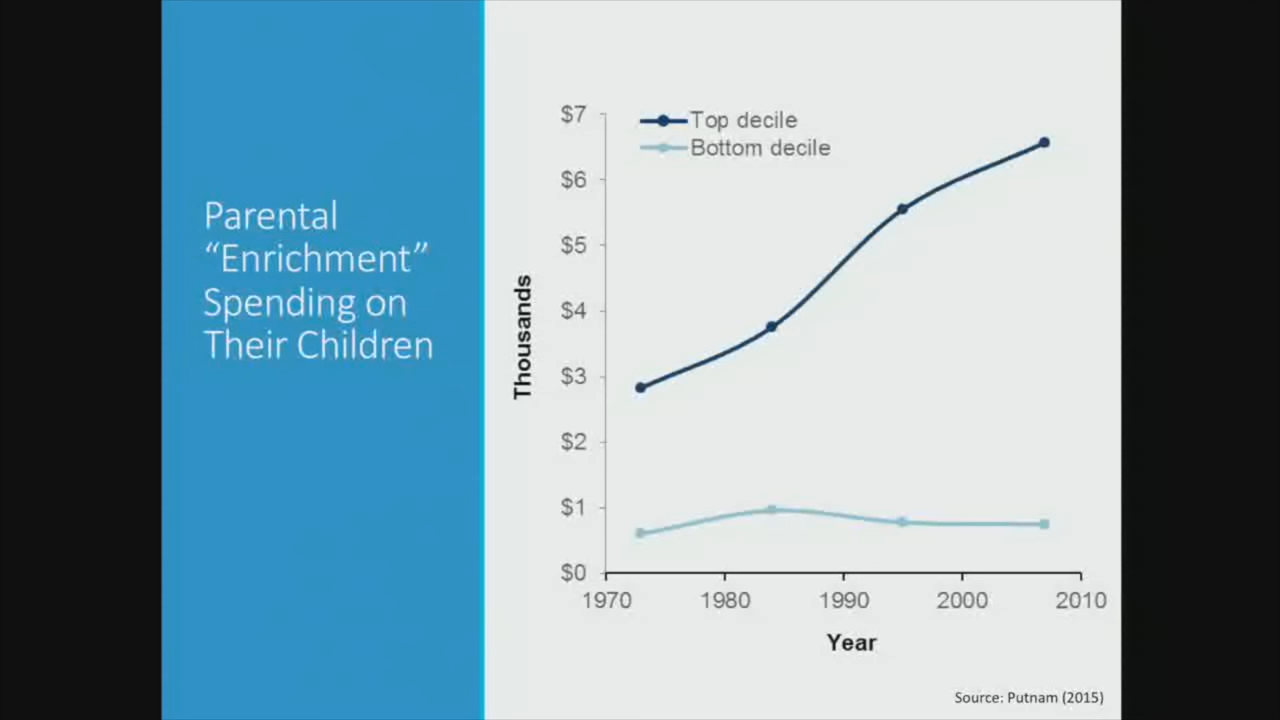 Parental
“Enrichment”
Spending on
Their Children
Top decile
Bottom decile
$7
$6
$5
$4
$3
$2
$1
$0
Thousands
1970 1980 1990 2000 2010
Year
Source: Putnam (2015)